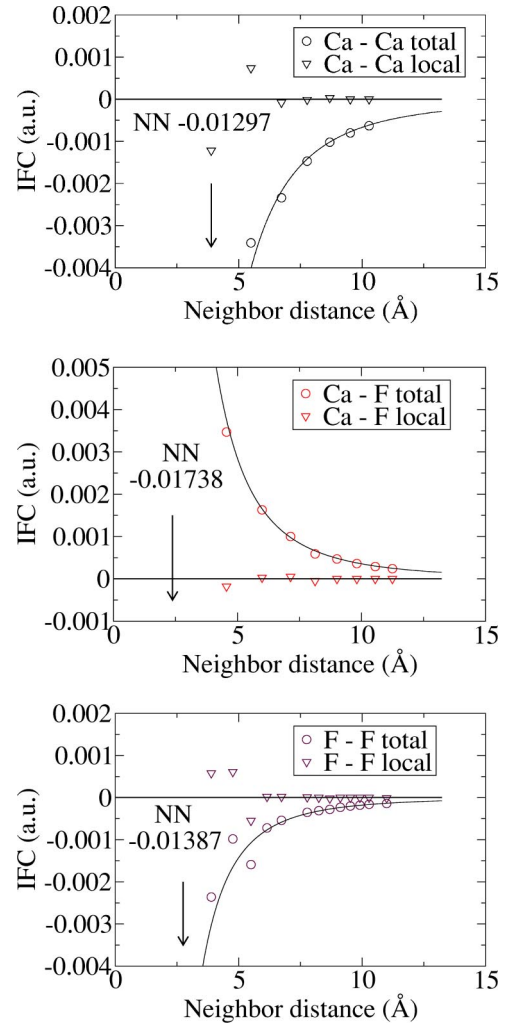 0.002
Ca - Ca total
0.001
Ca - Ca local
0
NN -0.01297
-0.001
IFC (a.u.)
-0.002
-0.003
-0.004
0 5 10 15
Neighbor distance (Å)
0.005
Ca - F total
0.004
Ca - F local
NN
0.003
-0.01738
IFC (a.u.)
0.002
0.001
0
-0.001
0 5 10 15
Neighbor distance (Å)
0.002
F - F total
0.001
F - F local
0
NN
-0.001
-0.01387
IFC (a.u.)
-0.002
-0.003
-0.004
0 5 10 15
Neighbor distance (Å)